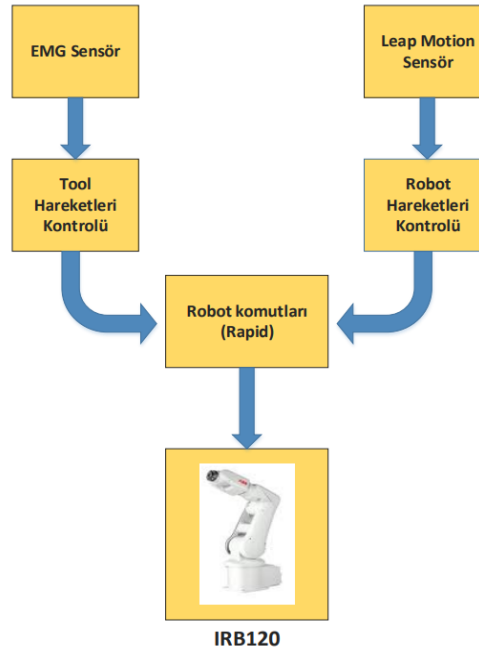 EMG Sensör
Leap Motion
Sensör
Tool
Hareketleri
Kontrolü
Robot
Hareketleri
Kontrolü
Robot komutları
(Rapid)
IRB120